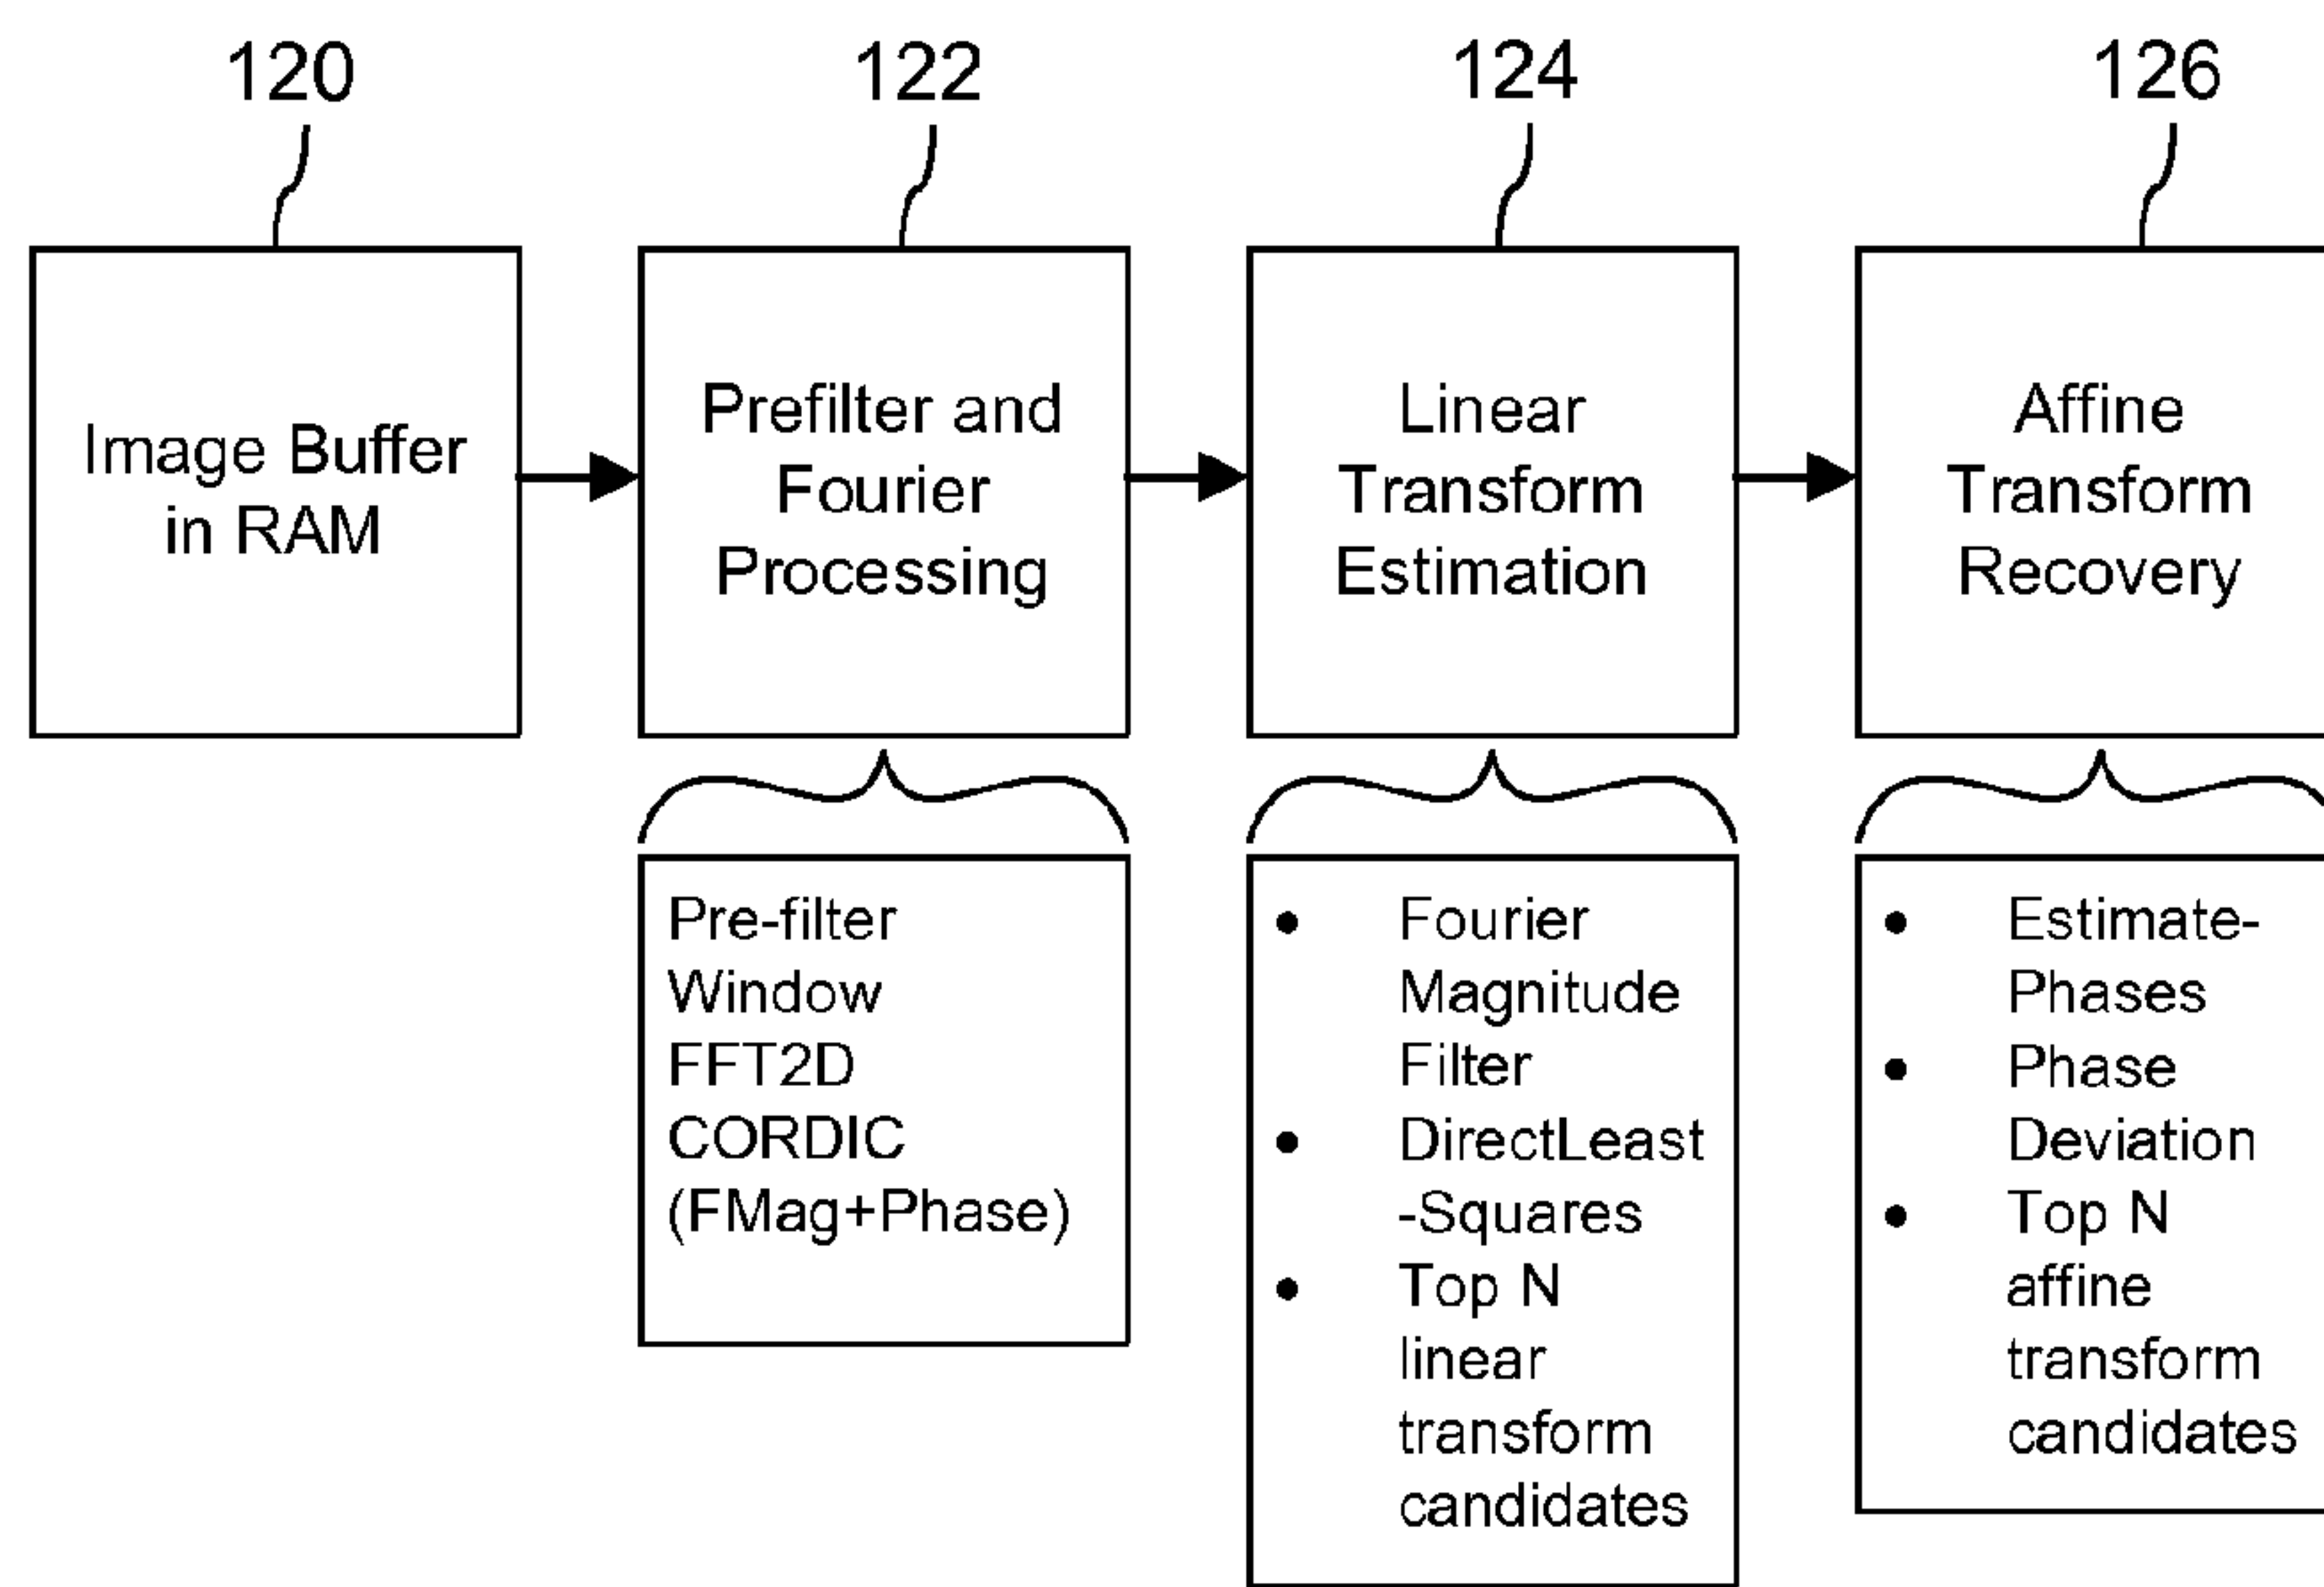 120
122
124
126
Image Buffer
in RAM
Prefilter and
Fourier
Processing
Linear
Transform
Estimation
Affine
Transform
Recovery
Pre-filter
Window
FFT2D
CORDIC
(FMag+Phase)
• Fourier
Magnitude
Filter
• DirectLeast
-Squares
• Top N
linear
transform
candidates
• Estimate-
Phases
• Phase
Deviation
• Top N
affine
transform
candidates